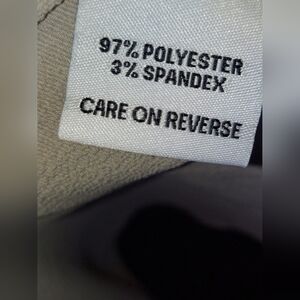 97% POLYESTER
3% SPANDEX
CARE ON REVERSE